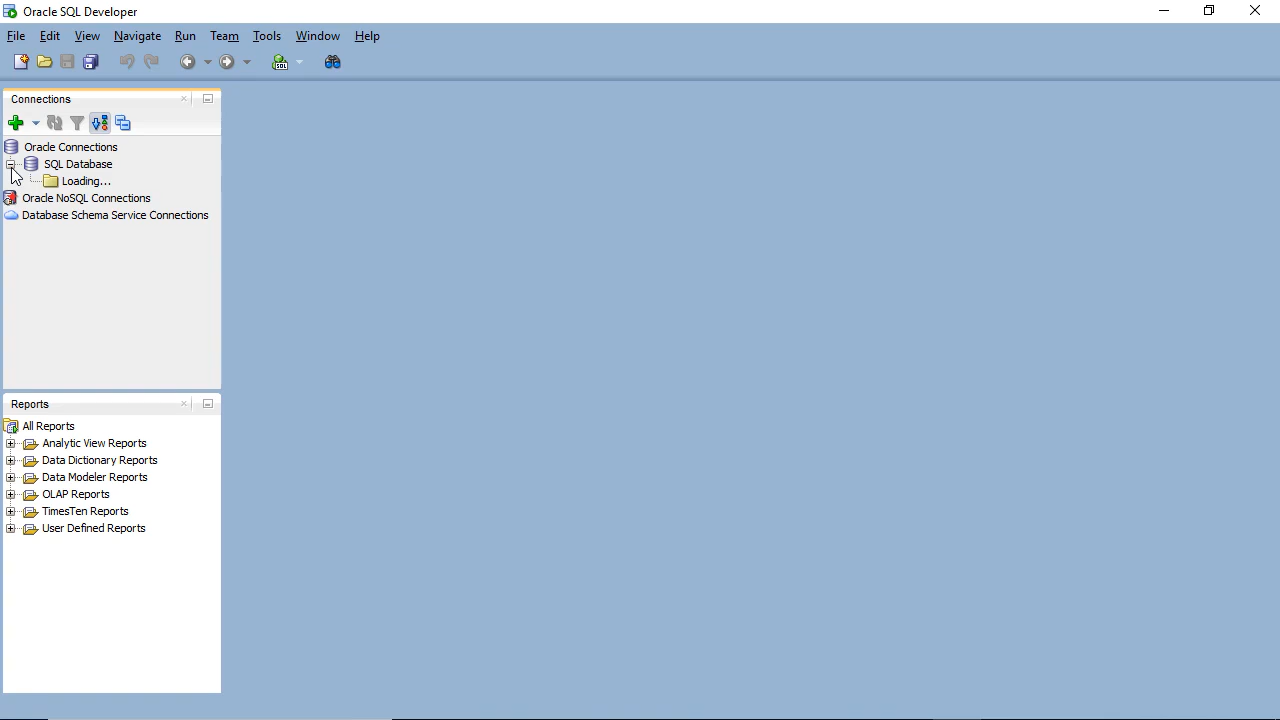 Oracle SQL Developer
File Edit View Navigate Run Team Tools Window Help
SQL
Connections
Oracle Connections
SQL Database
Loading...
Oracle NoSQL Connections
Database Schema Service Connections
Reports
All Reports
Analytic View Reports
Data Dictionary Reports
Data Modeler Reports
OLAP Reports
TimesTen Reports
User Defined Reports